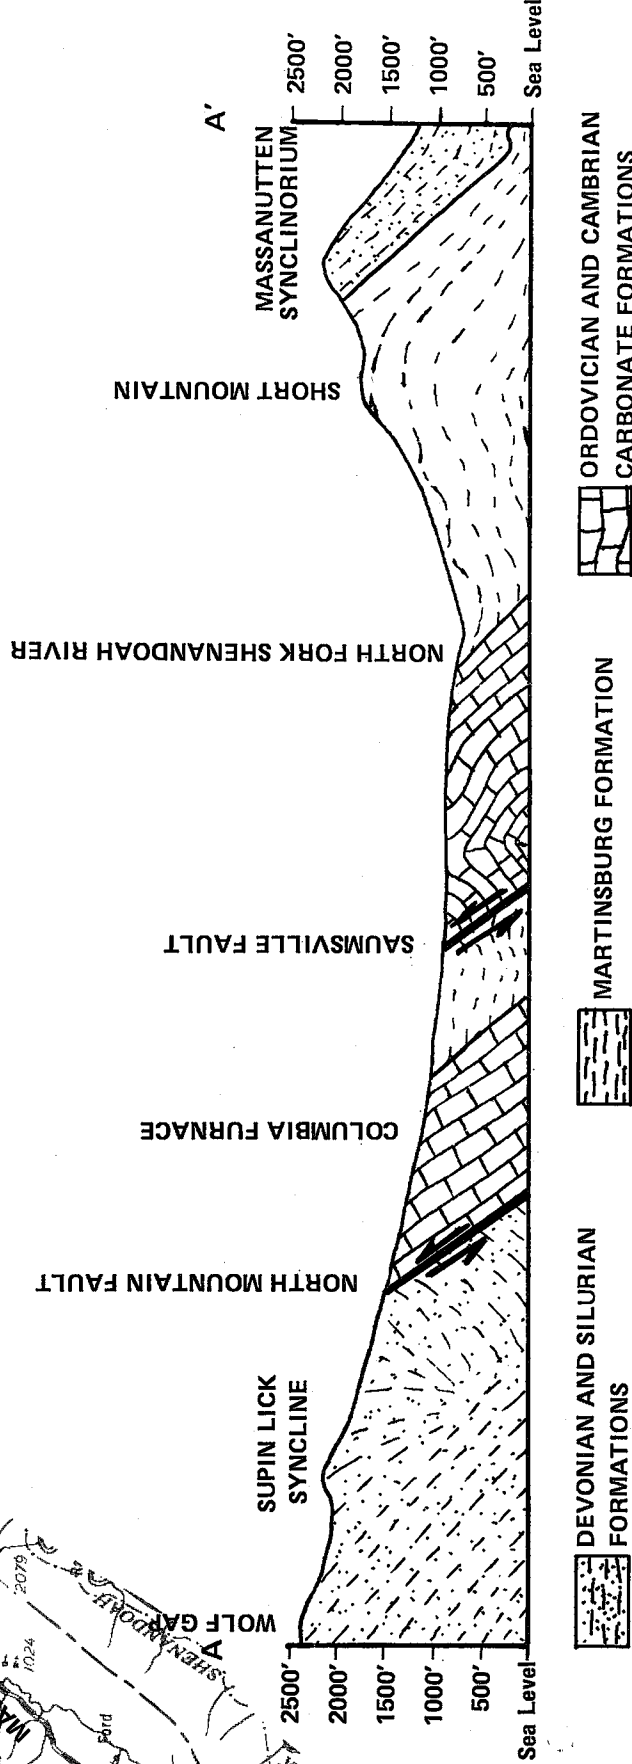 A
A'
2500'
2000'
1500'
1000'
500'
Sea Level
WOLF GAP
SUPIN LICK
SYNCLINE
NORTH MOUNTAIN FAULT
COLUMBIA FURNACE
SAUMSVILLE FAULT
NORTH FORK SHENANDOAH RIVER
SHORT MOUNTAIN
MASSANUTTEN
SYNCLINORIUM
2500'
2000'
1500'
1000'
500'
Sea Level
DEVONIAN AND SILURIAN
FORMATIONS
MARTINSBURG FORMATION
ORDOVICIAN AND CAMBRIAN
CARBONATE FORMATIONS
2079
1024
SHENANDOAH
Ford
MA